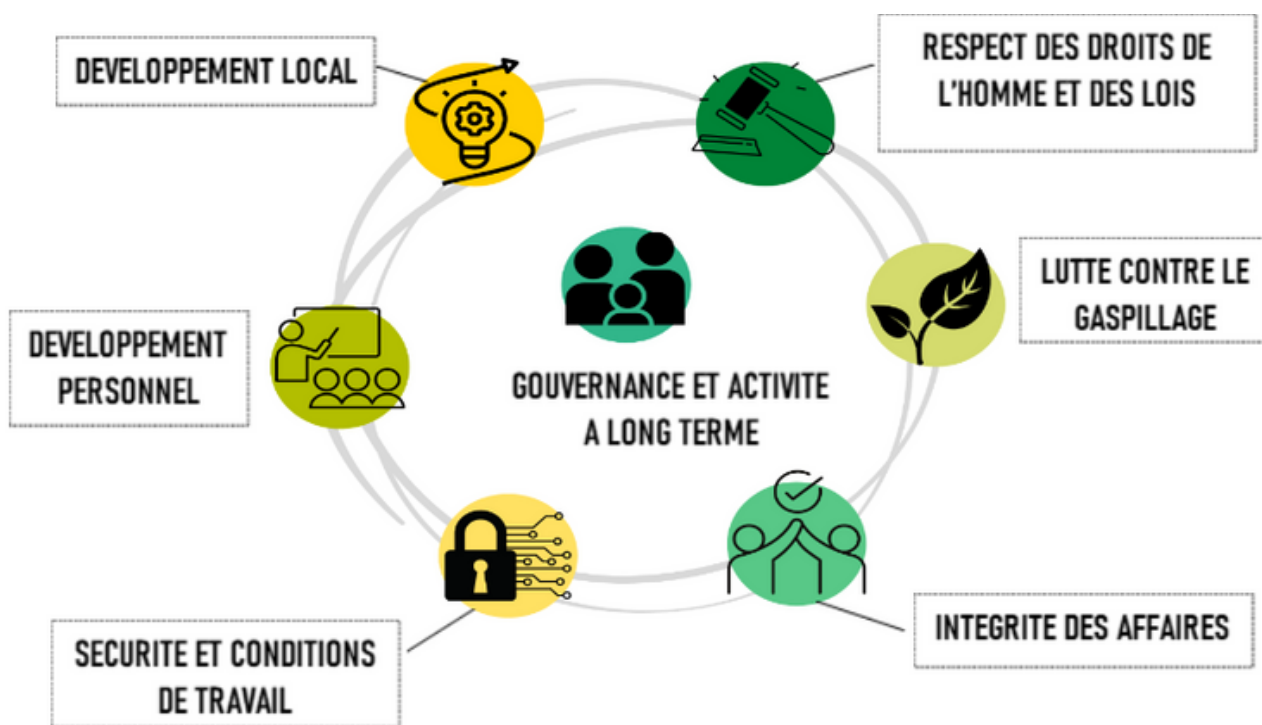 DEVELOPPEMENT LOCAL
RESPECT DES DROITS DE
L'HOMME ET DES LOIS
LUTTE CONTRE LE
GASPILLAGE
DEVELOPPEMENT
PERSONNEL
GOUVERNANCE ET ACTIVITE
A LONG TERME
INTEGRITE DES AFFAIRES
SECURITE ET CONDITIONS
DE TRAVAIL